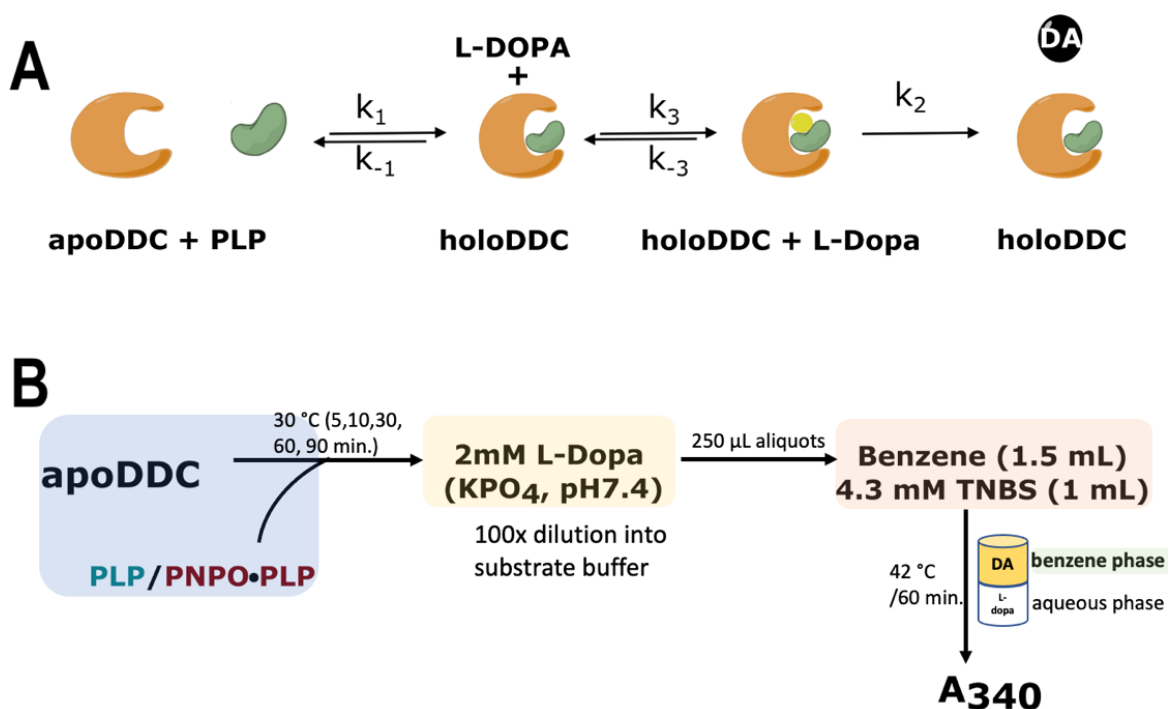 A
L-DOPA
+
DA
k1
k-1
k3
k-3
k2
apoDDC + PLP
holoDDC
holoDDC + L-Dopa
holoDDC
B
apoDDC
PLP/PNPO•PLP
30 °C (5,10,30,
60, 90 min.)
2mM L-Dopa
(KPO4, pH7.4)
100x dilution into
substrate buffer
250 µL aliquots
Benzene (1.5 mL)
4.3 mM TNBS (1 mL)
42 °C
/60 min.
DA
L-
dopa
benzene phase
aqueous phase
A340